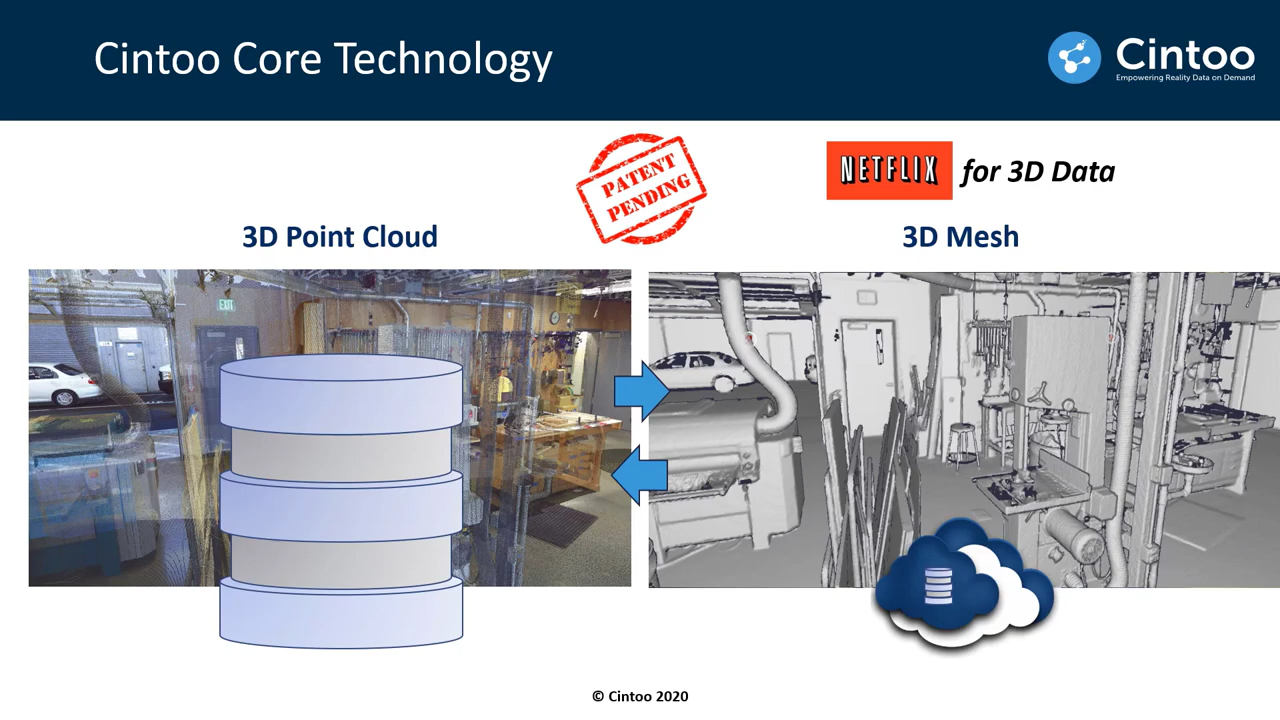 Cintoo Core Technology
Cintoo
Empowering Reality Data on Demand
PATENT
PENDING
NETFLIX for 3D Data
3D Point Cloud
3D Mesh
EXIT
© Cintoo 2020